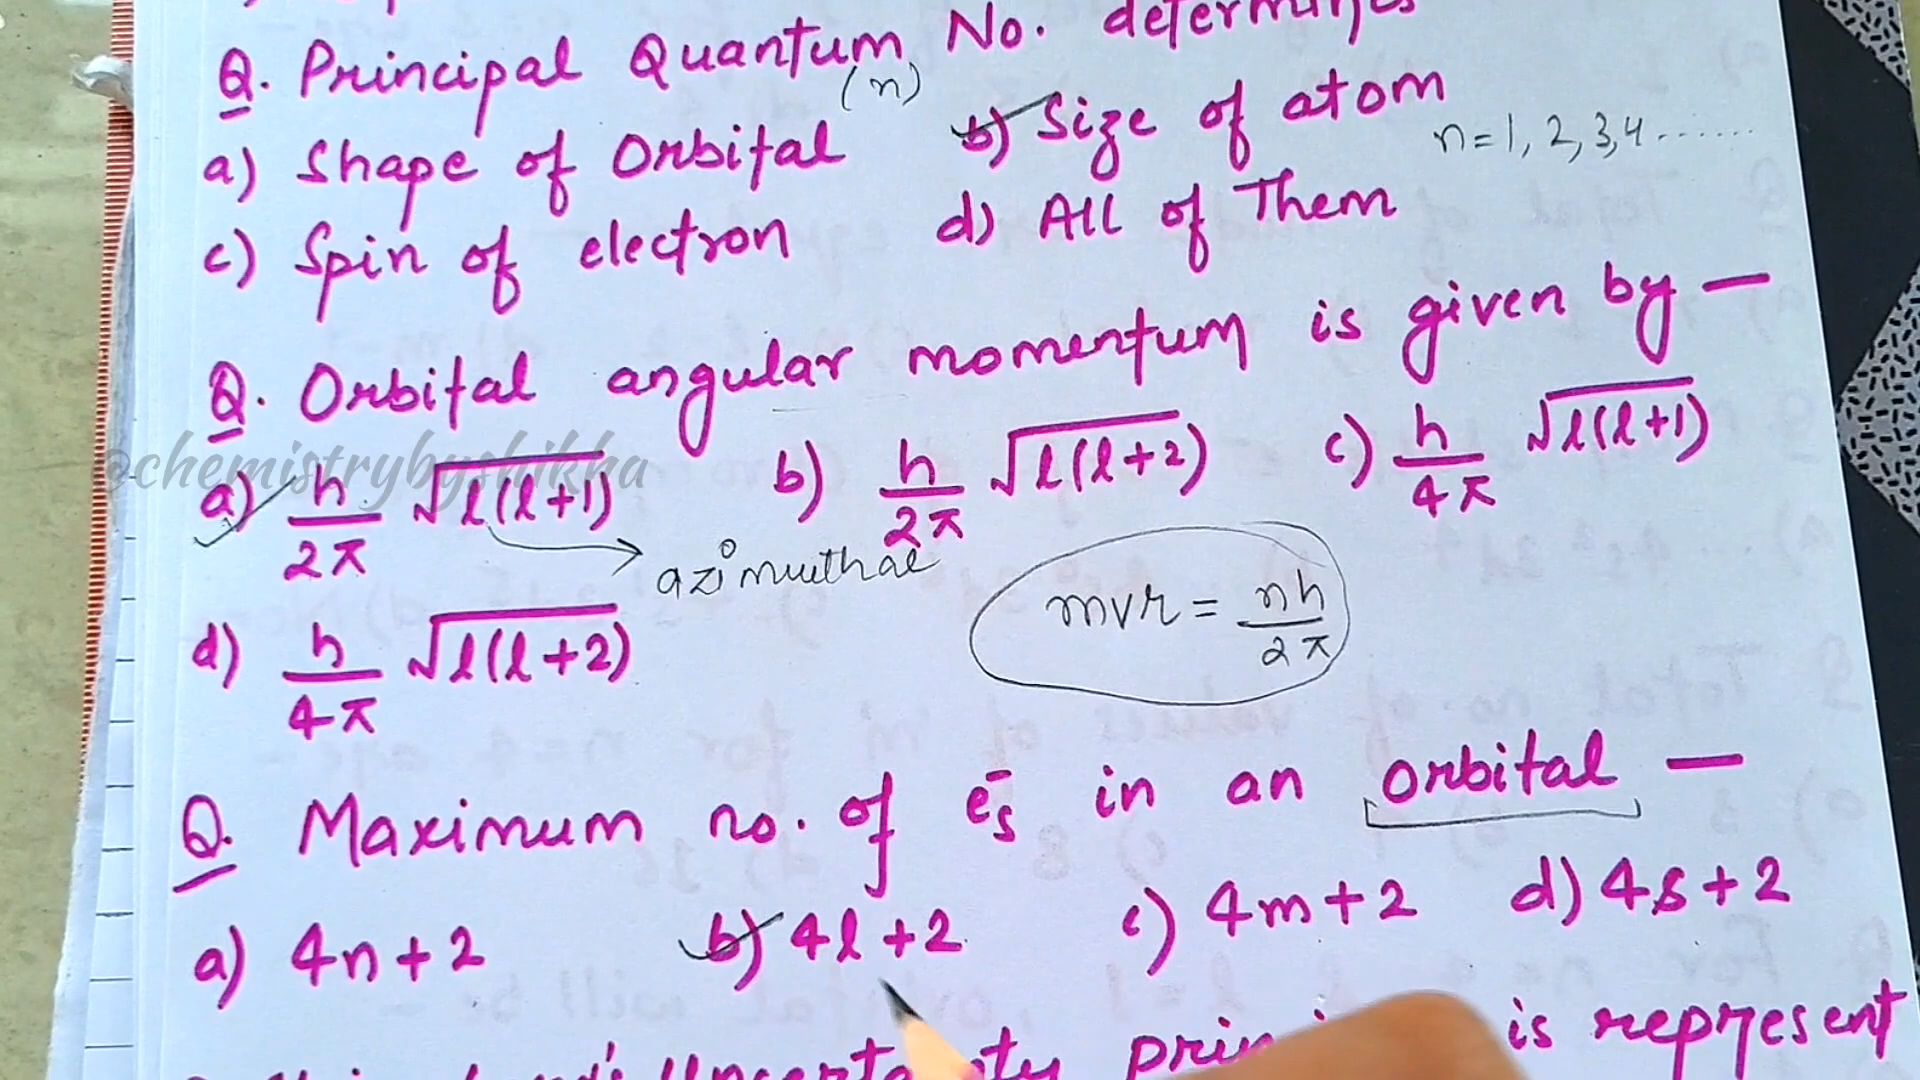 Q. Principal Quantum No. determines
(n)
a) Shape of Orbital b) Size of atom
n=1, 2, 3, 4 .......
c) Spin of electron d) All of Them
Q. Orbital angular momentum is given by —
@chemistrybyshikha
a) h/2π √l(l+1) b) h/2π √l(l+2) c) h/4π √l(l+1)
azimuthal
mvr = nh/2π
d) h/4π √l(l+2)
Q. Maximum no. of e⁻s in an orbital —
a) 4n+2 b) 4l+2 c) 4m+2 d) 4s+2
is represent